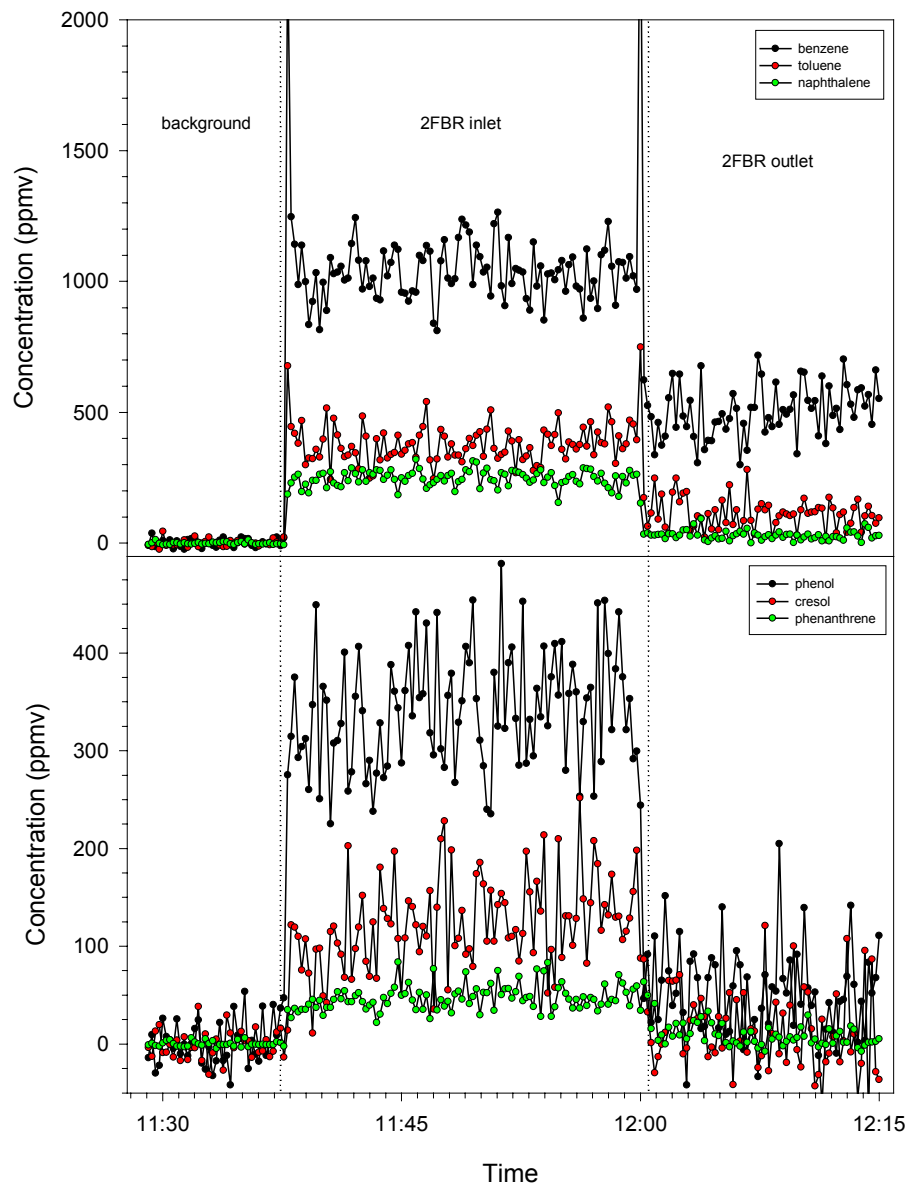 2000
benzene
toluene
naphthalene
background
2FBR inlet
2FBR outlet
1500
1000
500
0
Concentration (ppmv)
phenol
cresol
phenanthrene
400
300
200
100
0
Concentration (ppmv)
11:30
11:45
12:00
12:15
Time